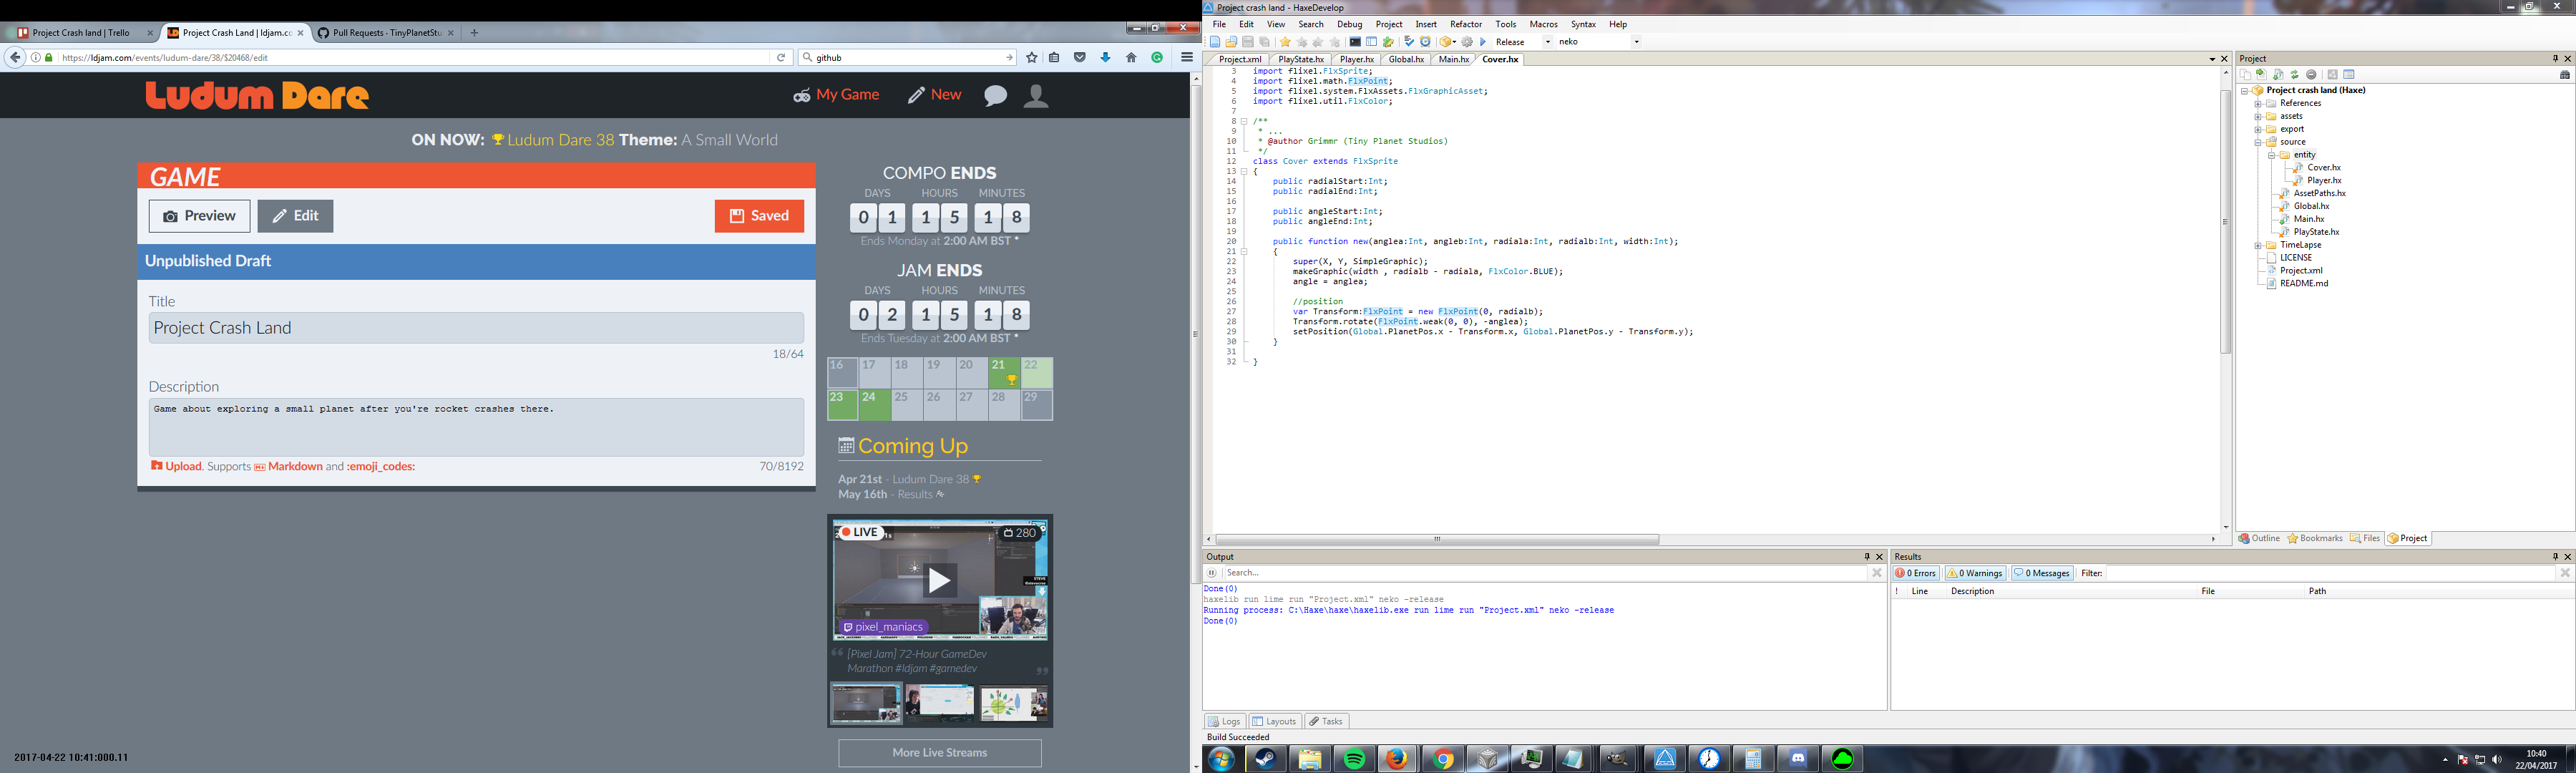 Project Crash land | Trello
Project Crash Land | ldjam.co
Pull Requests · TinyPlanetStu
https://ldjam.com/events/ludum-dare/38/$20468/edit
github
LUDUM DARE
My Game
New
ON NOW: Ludum Dare 38 Theme: A Small World
GAME
Preview
Edit
Saved
Unpublished Draft
Title
Project Crash Land
18/64
Description
Game about exploring a small planet after you're rocket crashes there.
Upload. Supports Markdown and :emoji_codes:
70/8192
COMPO ENDS
DAYS HOURS MINUTES
0 1 1 5 1 8
Ends Monday at 2:00 AM BST *
JAM ENDS
DAYS HOURS MINUTES
0 2 1 5 1 8
Ends Tuesday at 2:00 AM BST *
16 17 18 19 20 21 22
23 24 25 26 27 28 29
Coming Up
Apr 21st - Ludum Dare 38
May 16th - Results
LIVE
280
pixel_maniacs
[Pixel Jam] 72-Hour GameDev
Marathon #ldjam #gamedev
More Live Streams
2017-04-22 10:41:000.11
Project crash land - HaxeDevelop
File Edit View Search Debug Project Insert Refactor Tools Macros Syntax Help
Release
neko
Project.xml PlayState.hx Player.hx Global.hx Main.hx Cover.hx
3 import flixel.FlxSprite;
4 import flixel.math.FlxPoint;
5 import flixel.system.FlxAssets.FlxGraphicAsset;
6 import flixel.util.FlxColor;
7
8 /**
9 * ...
10 * @author Grimmr (Tiny Planet Studios)
11 */
12 class Cover extends FlxSprite
13 {
14 public radialStart:Int;
15 public radialEnd:Int;
16
17 public angleStart:Int;
18 public angleEnd:Int;
19
20 public function new(anglea:Int, angleb:Int, radiala:Int, radialb:Int, width:Int);
21 {
22 super(X, Y, SimpleGraphic);
23 makeGraphic(width , radialb - radiala, FlxColor.BLUE);
24 angle = anglea;
25
26 //position
27 var Transform:FlxPoint = new FlxPoint(0, radialb);
28 Transform.rotate(FlxPoint.weak(0, 0), -anglea);
29 setPosition(Global.PlanetPos.x - Transform.x, Global.PlanetPos.y - Transform.y);
30 }
31
32 }
Project
Project crash land (Haxe)
References
assets
export
source
entity
Cover.hx
Player.hx
AssetPaths.hx
Global.hx
Main.hx
PlayState.hx
TimeLapse
LICENSE
Project.xml
README.md
Outline Bookmarks Files Project
Output
Search...
Done(0)
haxelib run lime run "Project.xml" neko -release
Running process: C:\Haxe\haxe\haxelib.exe run lime run "Project.xml" neko -release
Done(0)
Logs Layouts Tasks
Build Succeeded
Results
0 Errors 0 Warnings 0 Messages Filter:
! Line Description File Path
10:40
22/04/2017